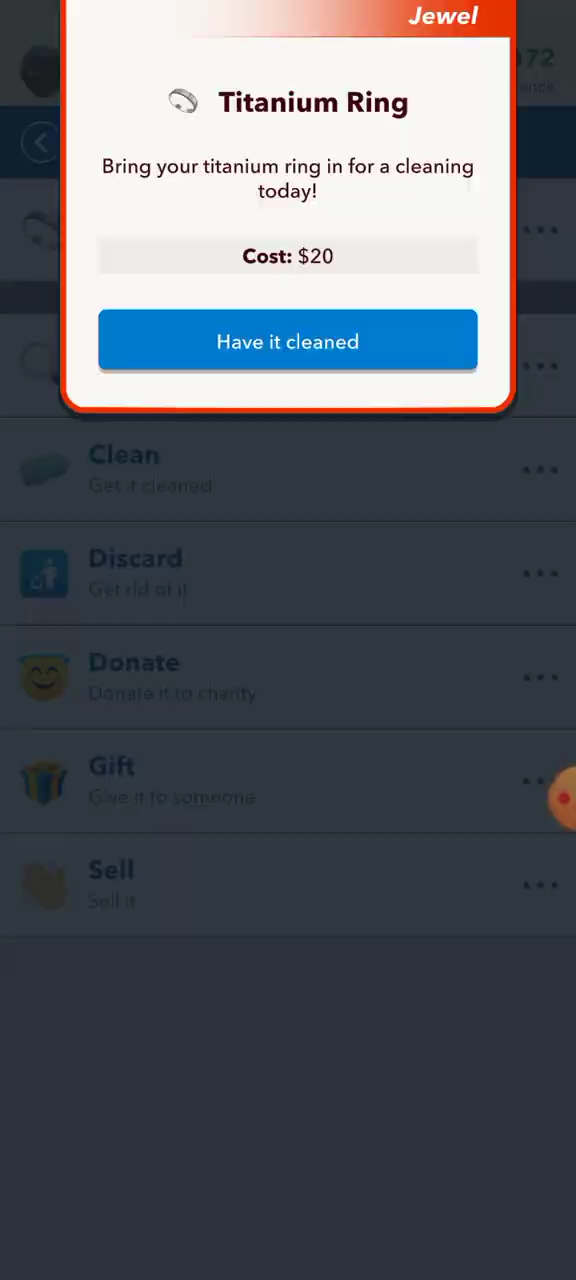 Jewel
72
Titanium Ring
Bring your titanium ring in for a cleaning
today!
Cost: $20
Have it cleaned
Clean
Get it cleaned
Discard
Get rid of it
Donate
Donate it to charity
Gift
Give it to someone
Sell
Sell it